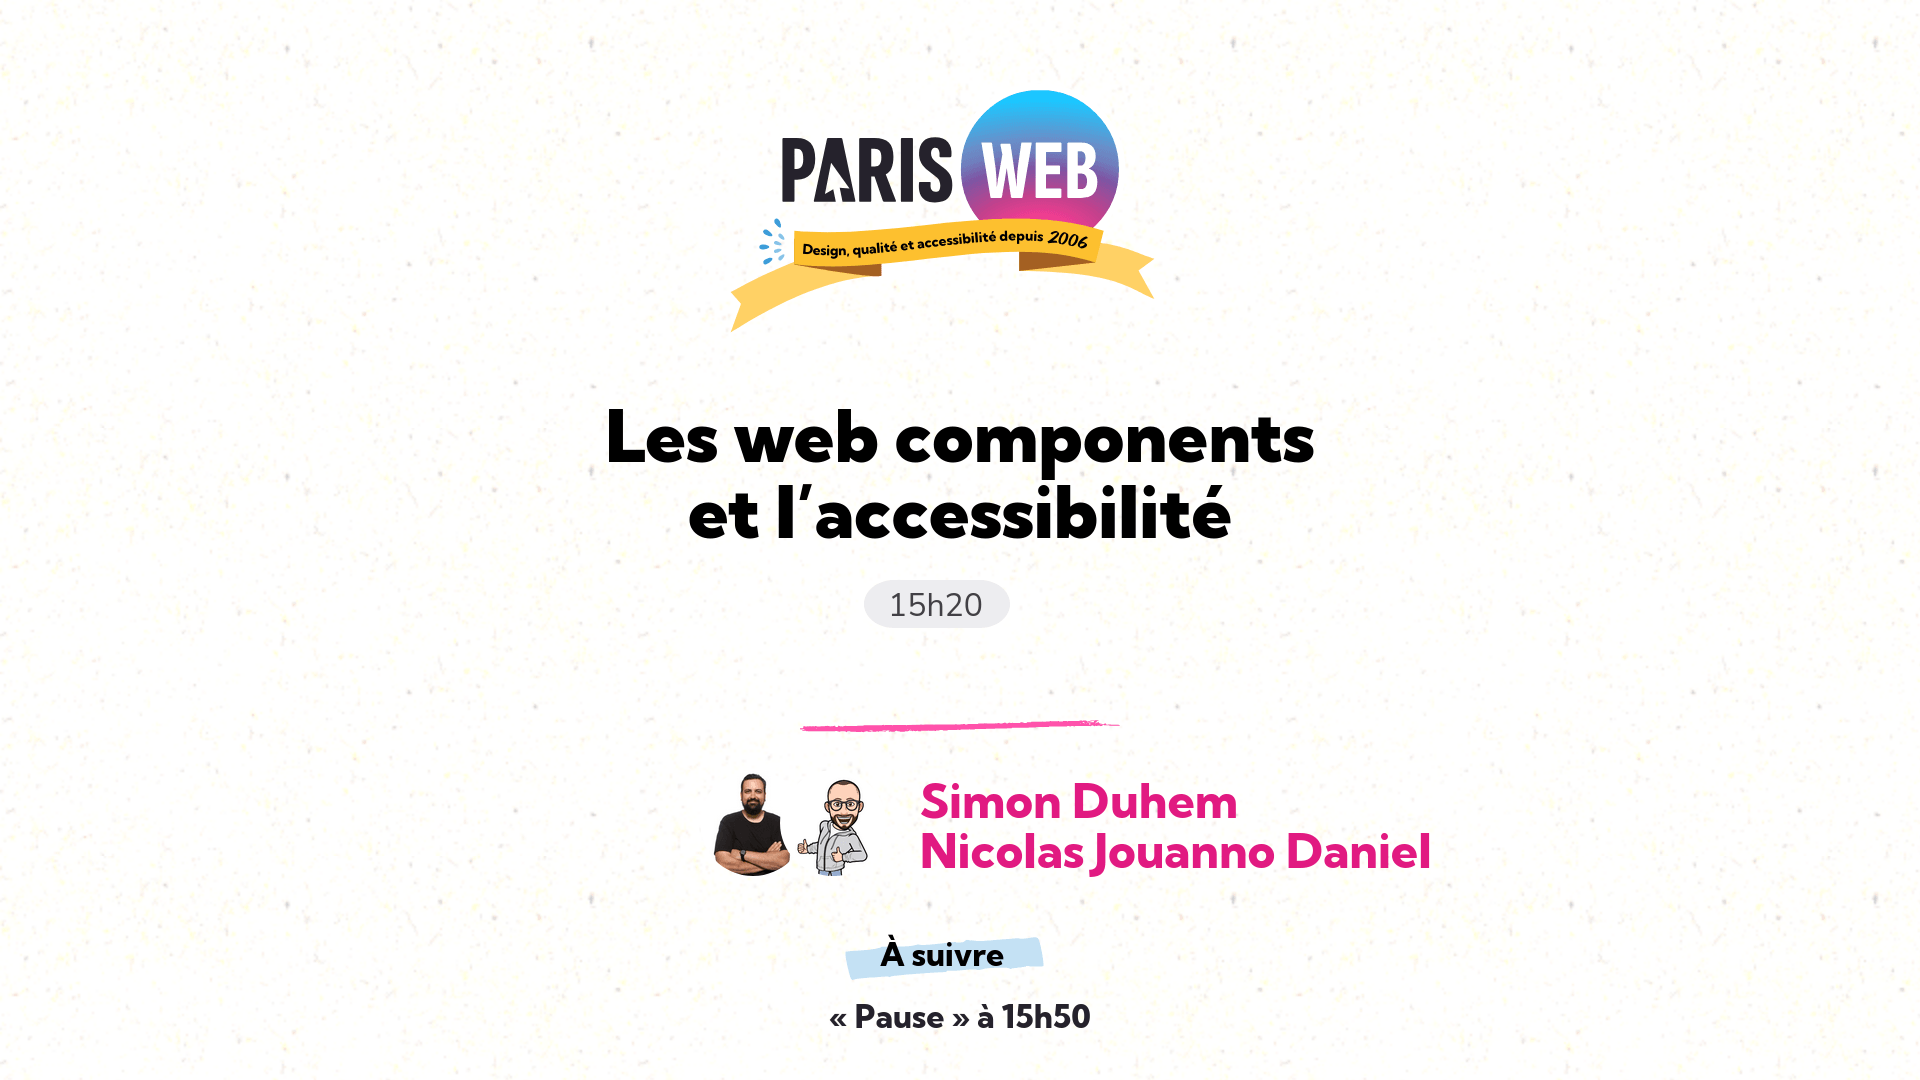 PARIS WEB
Design, qualité et accessibilité depuis 2006
Les web components
et l’accessibilité
15h20
Simon Duhem
Nicolas Jouanno Daniel
À suivre
« Pause » à 15h50